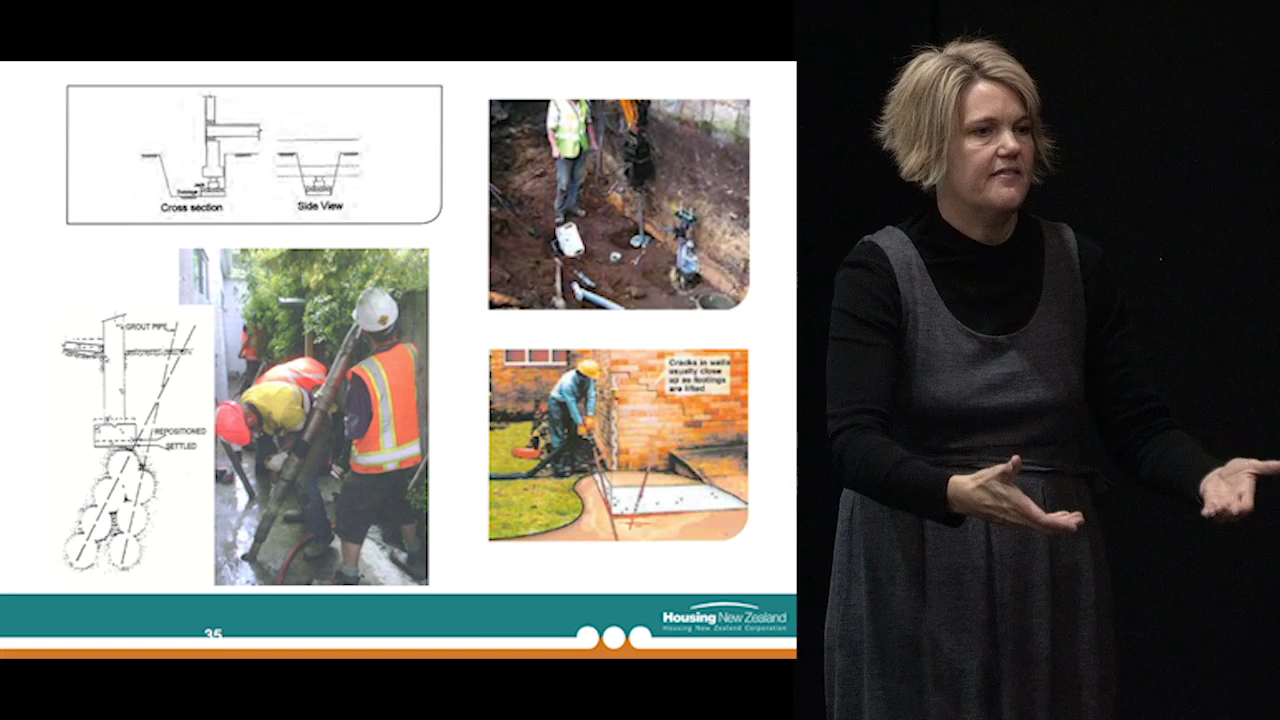 Cross section
Side View
GROUT PIPE
REPOSITIONED
SETTLED
Cracks in walls
usually close
up as footings
are lifted
35
Housing New Zealand
Housing New Zealand Corporation